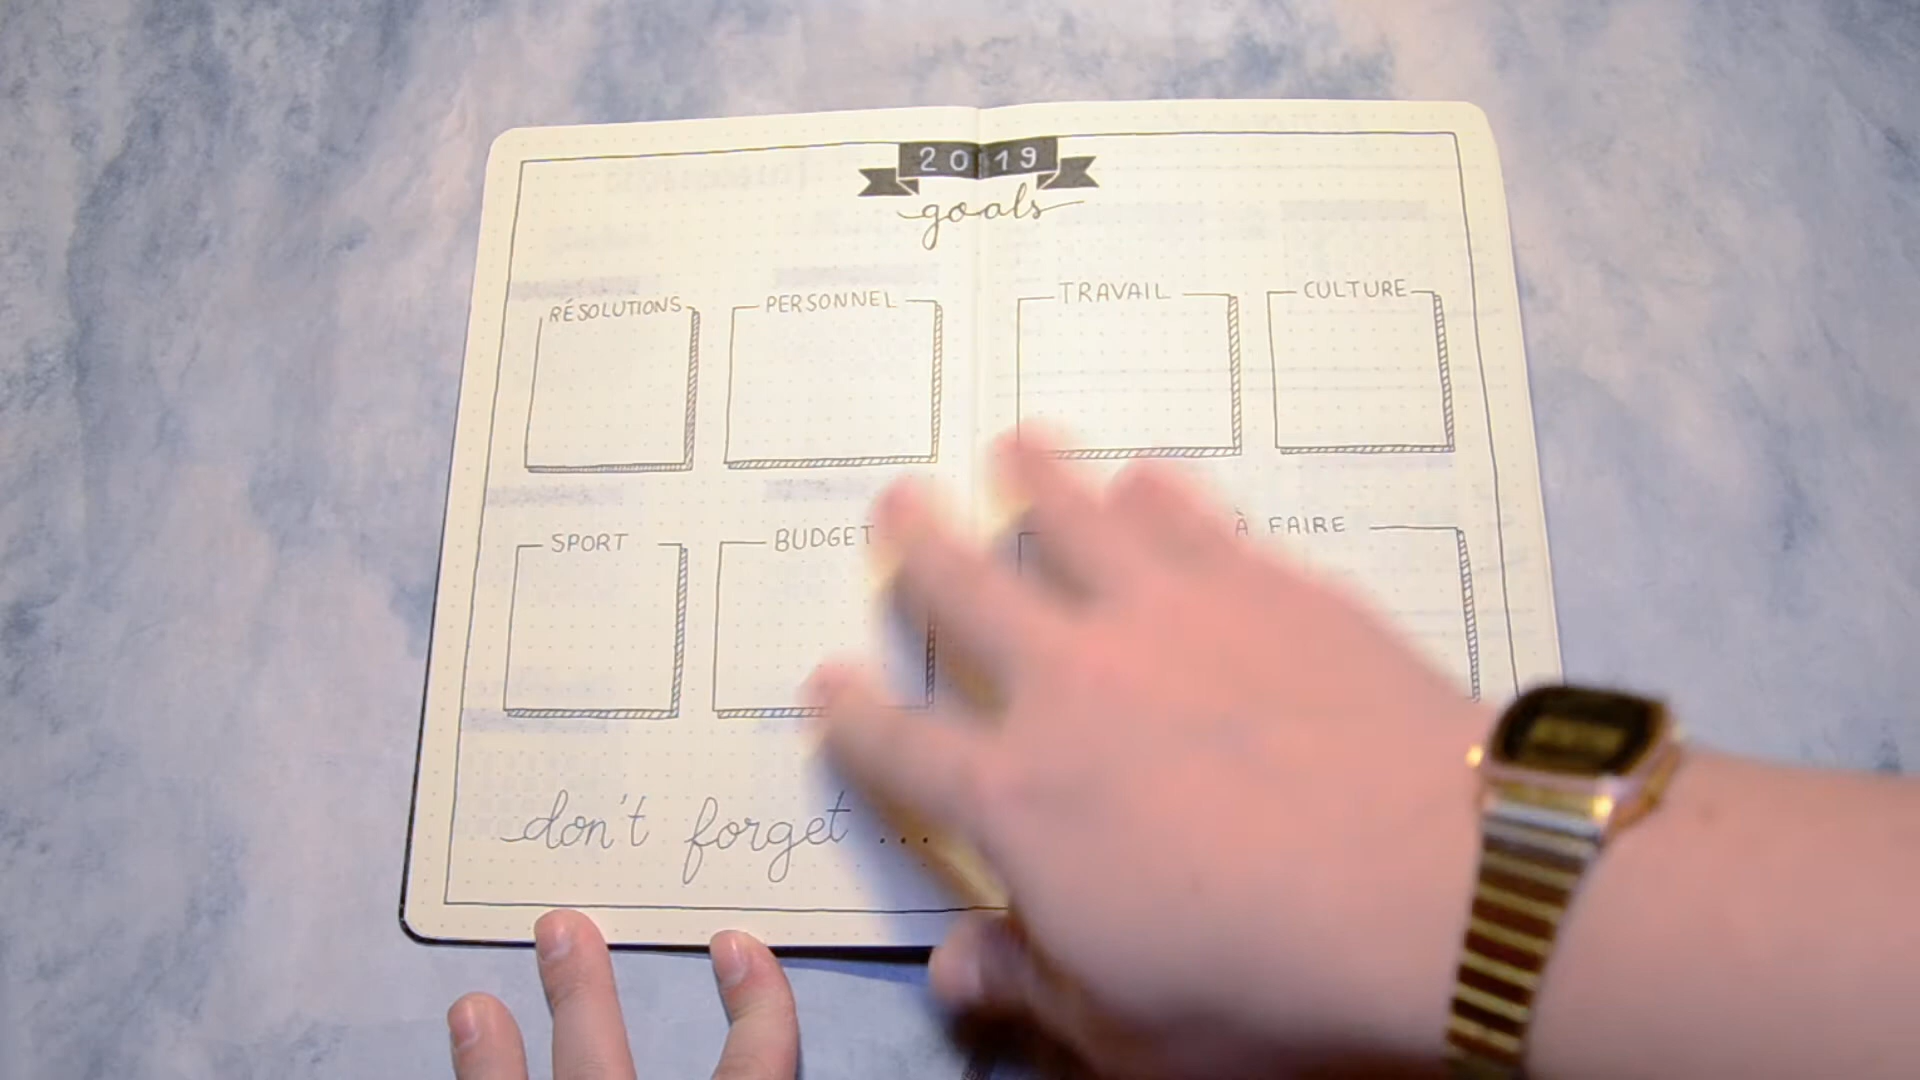 2019
goals
RÉSOLUTIONS
PERSONNEL
TRAVAIL
CULTURE
SPORT
BUDGET
À FAIRE
don't forget ...